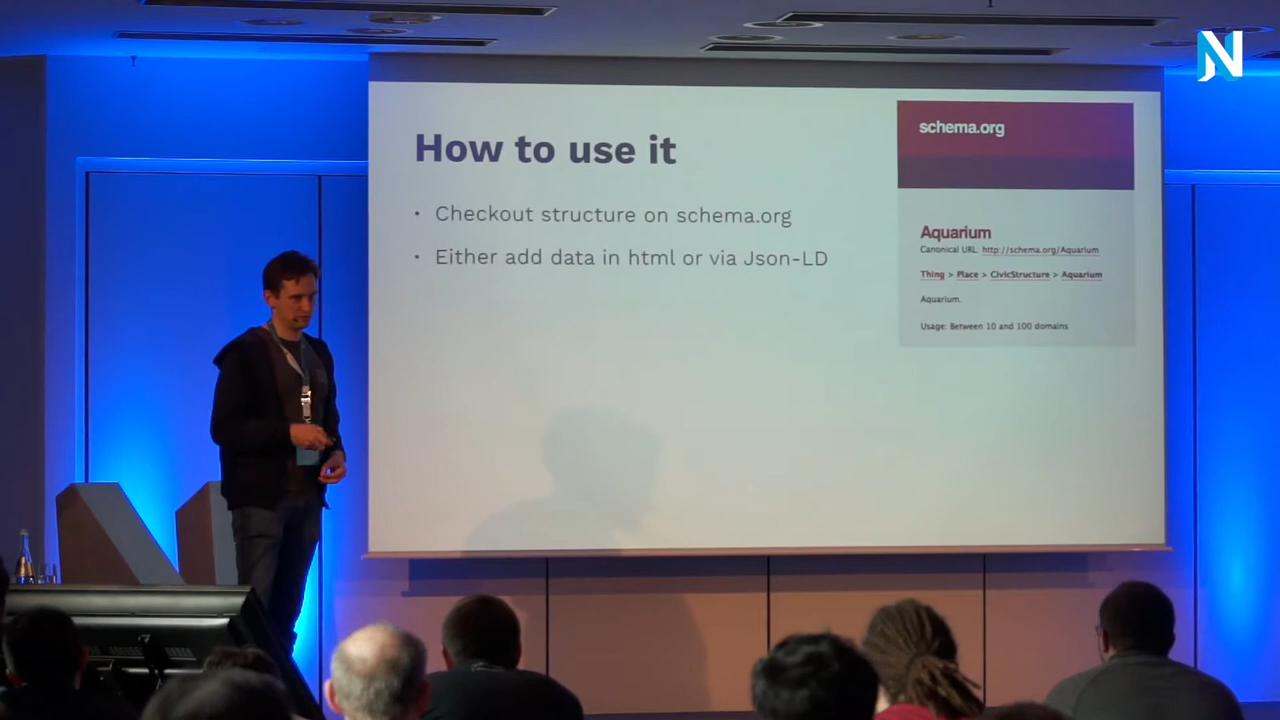 N
How to use it
• Checkout structure on schema.org
• Either add data in html or via Json-LD
schema.org
Aquarium
Canonical URL: http://schema.org/Aquarium
Thing > Place > CivicStructure > Aquarium
Aquarium.
Usage: Between 10 and 100 domains